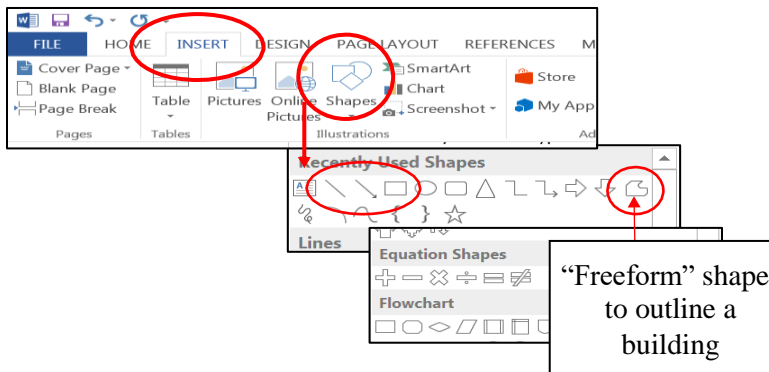 FILE HOME INSERT DESIGN PAGE LAYOUT REFERENCES M
Cover Page
Blank Page
Page Break
Pages
Table
Tables
Pictures
Online Pictures
Shapes
SmartArt
Chart
Screenshot
Illustrations
Store
My App
Ad
Recently Used Shapes
Lines
Equation Shapes
Flowchart
“Freeform” shape
to outline a
building